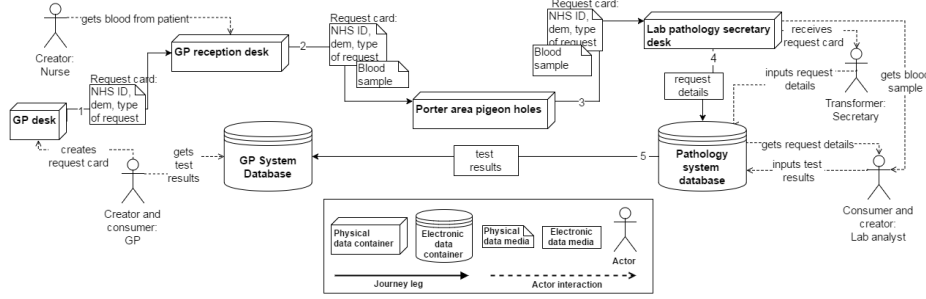 gets blood from patient
Creator:
Nurse
GP reception desk
2
Request card:
NHS ID,
dem, type
of request
Blood
sample
Request card:
NHS ID,
dem, type
of request
1
GP desk
creates
request card
Creator and
consumer:
GP
gets
test
results
GP System
Database
Porter area pigeon holes
3
Request card:
NHS ID,
dem, type
of request
Blood
sample
Lab pathology secretary
desk
4
request
details
receives
request card
inputs request
details
Transformer:
Secretary
gets blood
sample
Pathology
system
database
5
test
results
gets request details
inputs test
results
Consumer and
creator:
Lab analyst
Physical
data container
Electronic
data
container
Physical
data media
Electronic
data media
Actor
Journey leg
Actor interaction